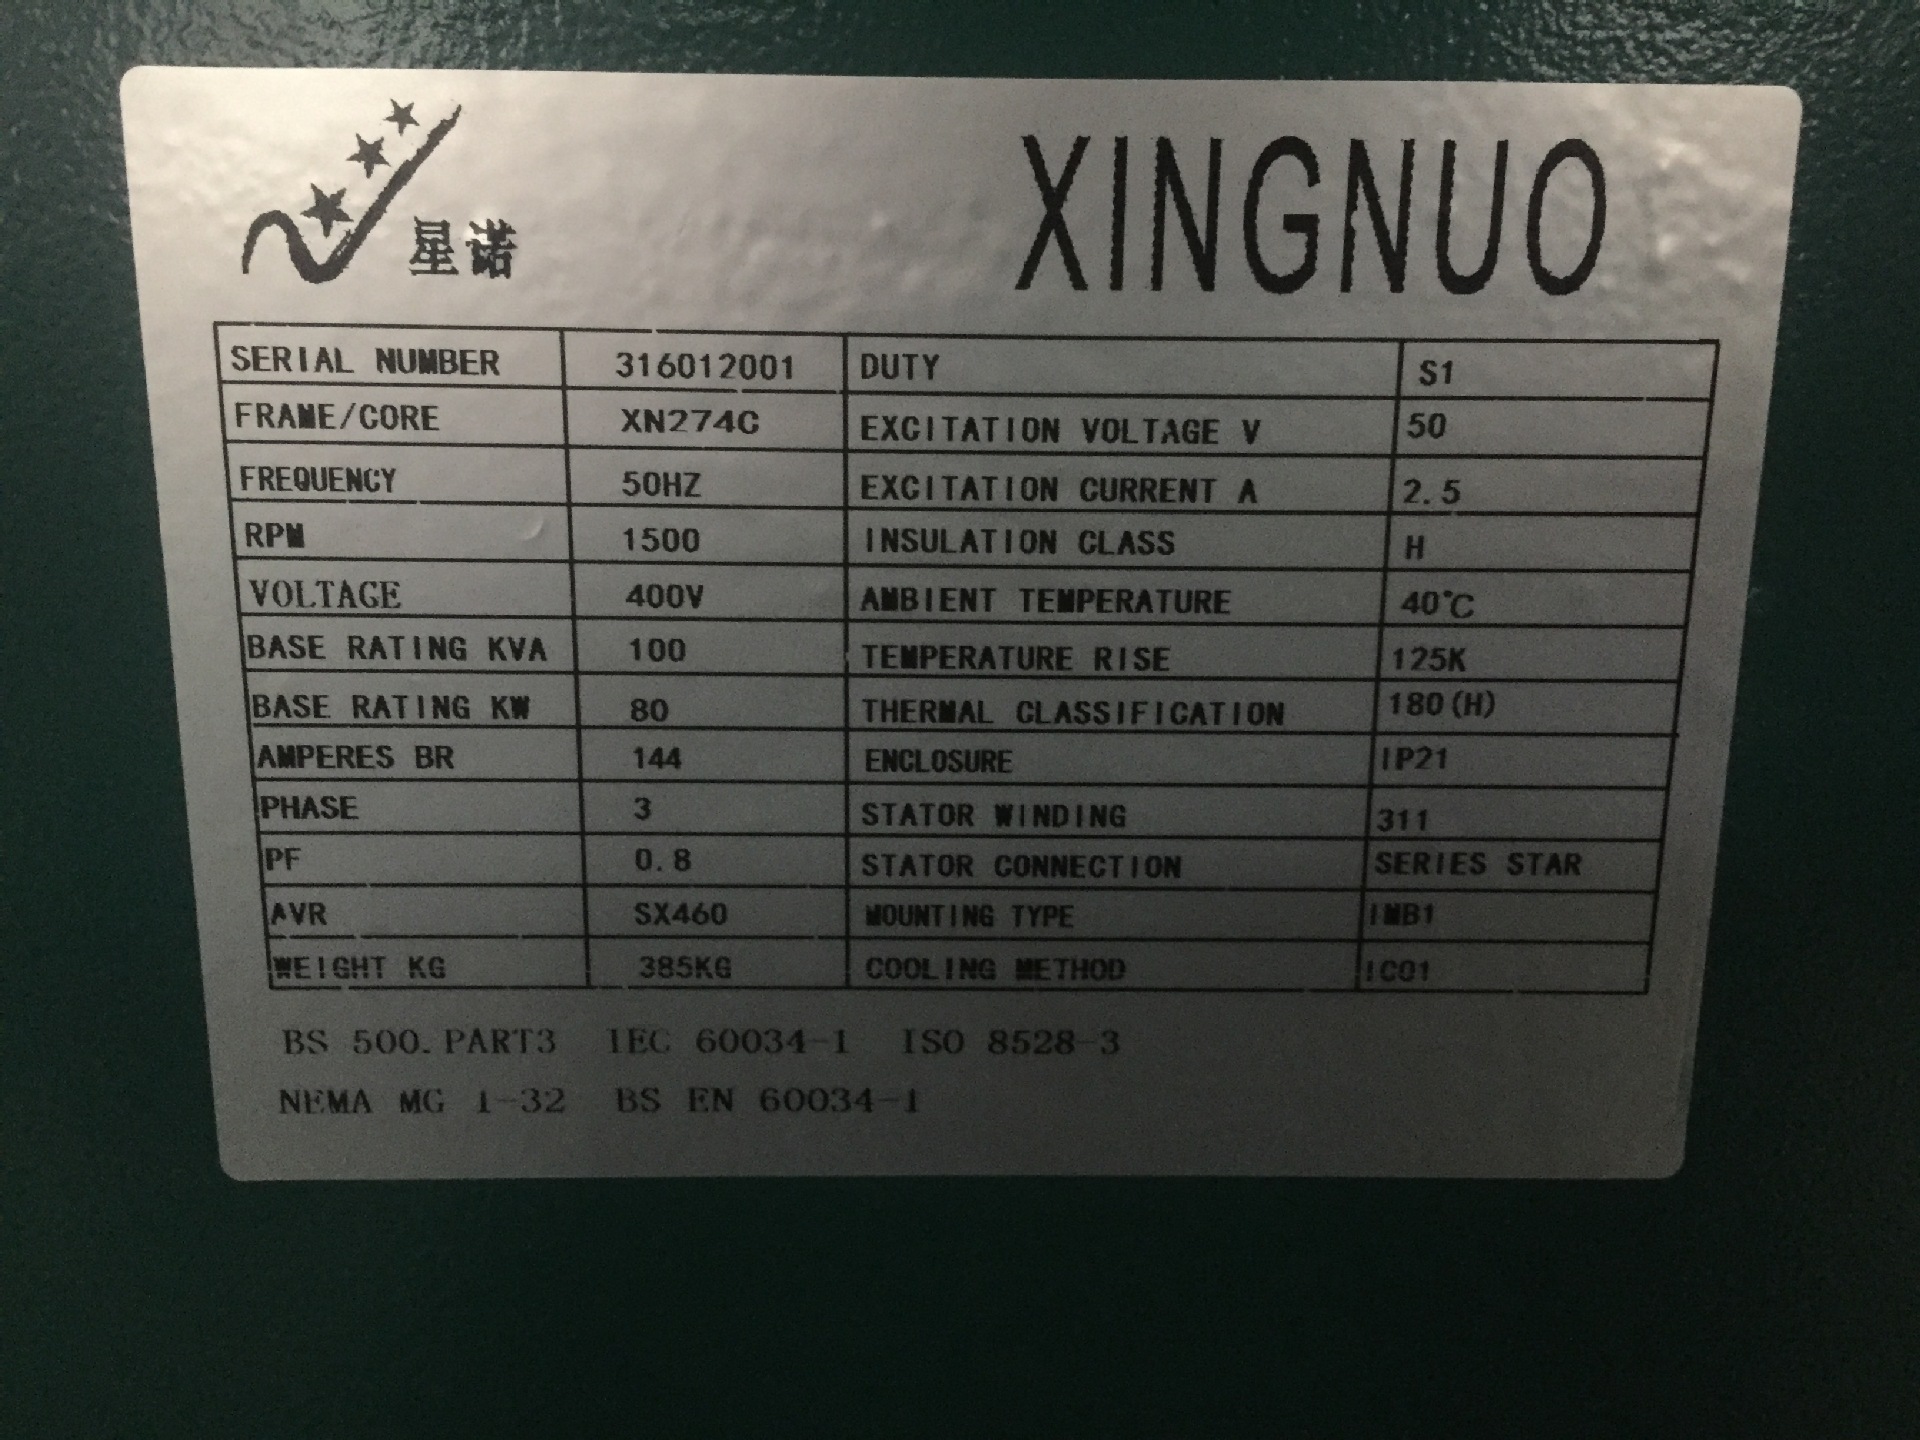 星诺
XINGNUO
SERIAL NUMBER 316012001 DUTY S1
FRAME/CORE XN274C EXCITATION VOLTAGE V 50
FREQUENCY 50HZ EXCITATION CURRENT A 2.5
RPM 1500 INSULATION CLASS H
VOLTAGE 400V AMBIENT TEMPERATURE 40℃
BASE RATING KVA 100 TEMPERATURE RISE 125K
BASE RATING KW 80 THERMAL CLASSIFICATION 180(H)
AMPERES BR 144 ENCLOSURE IP21
PHASE 3 STATOR WINDING 311
PF 0.8 STATOR CONNECTION SERIES STAR
AVR SX460 MOUNTING TYPE IMB1
WEIGHT KG 385KG COOLING METHOD IC01
BS 500.PART3 IEC 60034-1 ISO 8528-3
NEMA MG 1-32 BS EN 60034-1